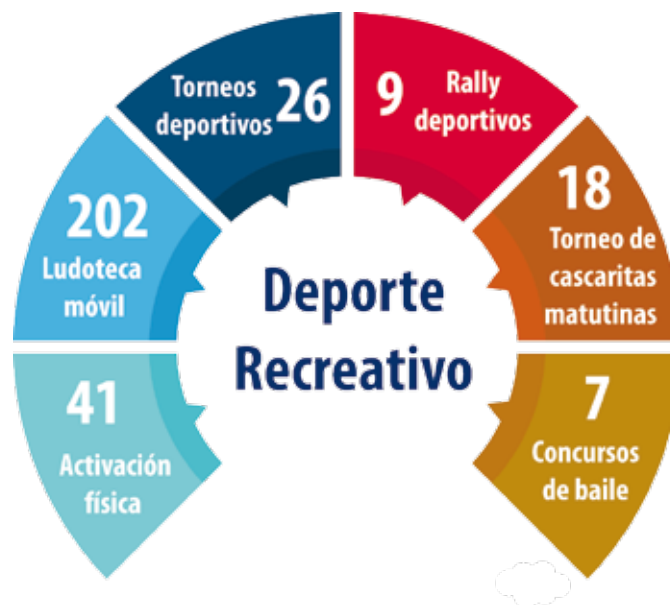 Deporte
Recreativo
41
Activación
física
202
Ludoteca
móvil
Torneos
deportivos 26
9 Rally
deportivos
18
Torneo de
cascaritas
matutinas
7
Concursos
de baile